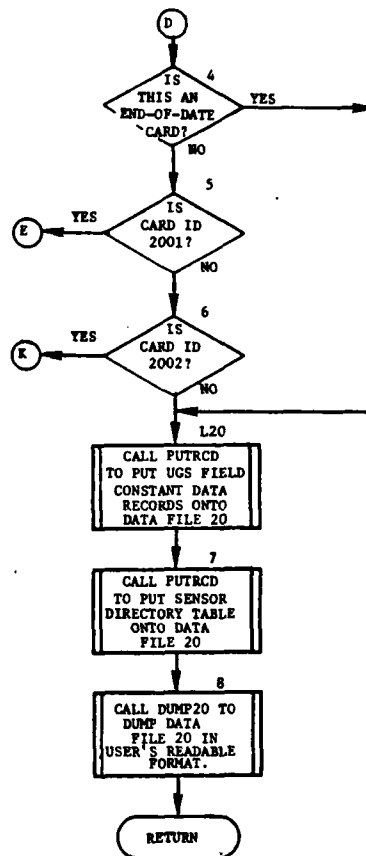 D
4
IS
THIS AN
END-OF-DATE
CARD?
YES
NO
5
IS
CARD ID
2001?
YES
E
NO
6
IS
CARD ID
2002?
YES
K
NO
L20
CALL PUTRCD
TO PUT UGS FIELD
CONSTANT DATA
RECORDS ONTO
DATA FILE 20
7
CALL PUTRCD
TO PUT SENSOR
DIRECTORY TABLE
ONTO DATA
FILE 20
8
CALL DUMP20 TO
DUMP DATA
FILE 20 IN
USER'S READABLE
FORMAT.
RETURN